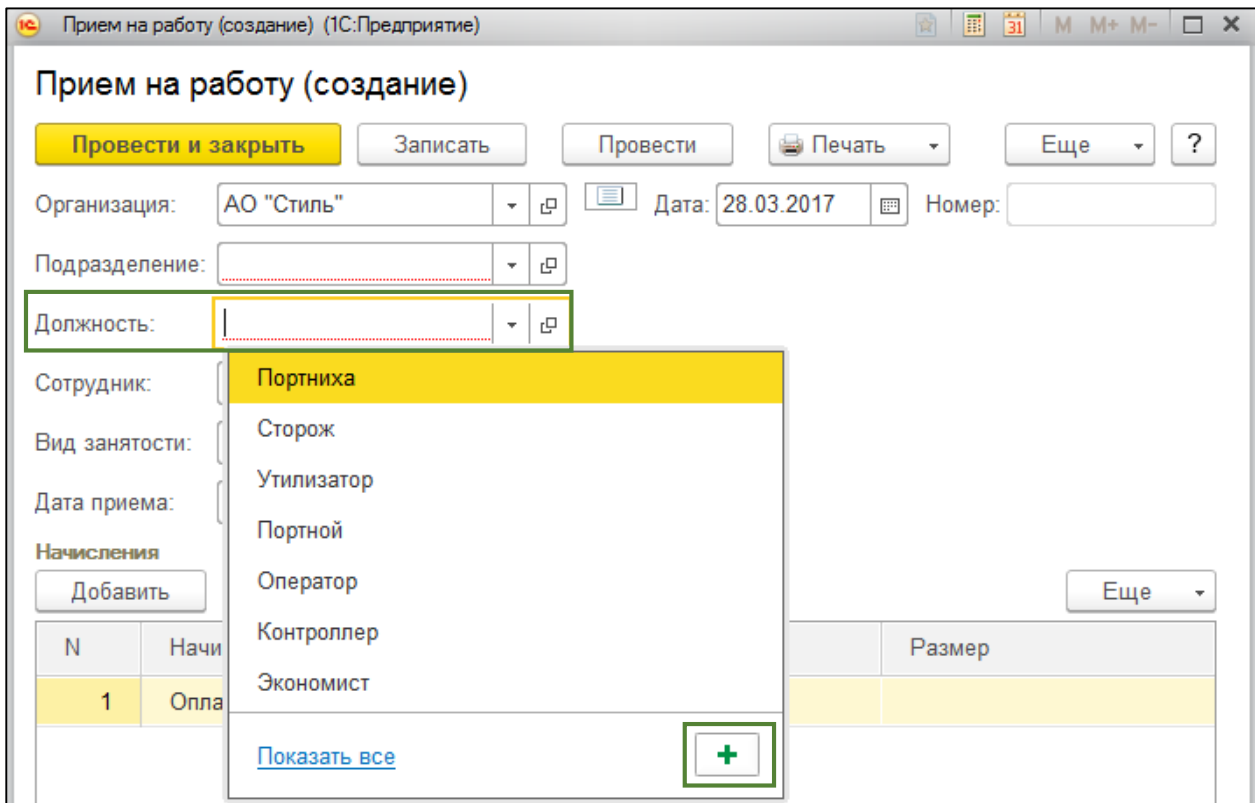 1С Прием на работу (создание) (1С:Предприятие) 31 M M+ M-
Прием на работу (создание)
Провести и закрыть Записать Провести Печать Еще ?
Организация: АО "Стиль" Дата: 28.03.2017 Номер:
Подразделение:
Должность:
Сотрудник: Портниха
Сторож
Вид занятости:
Утилизатор
Дата приема:
Портной
Начисления
Добавить Оператор Еще
Контроллер
N Начи Размер
Экономист
1 Опла
Показать все +